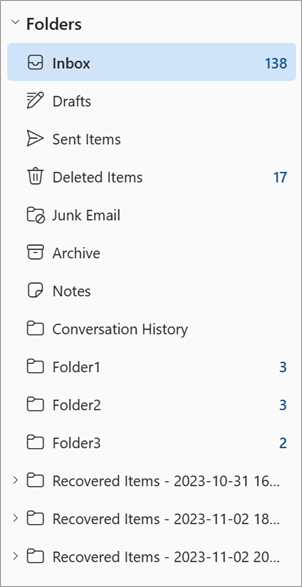 Folders
Inbox 138
Drafts
Sent Items
Deleted Items 17
Junk Email
Archive
Notes
Conversation History
Folder1 3
Folder2 3
Folder3 2
Recovered Items - 2023-10-31 16...
Recovered Items - 2023-11-02 18...
Recovered Items - 2023-11-02 20...